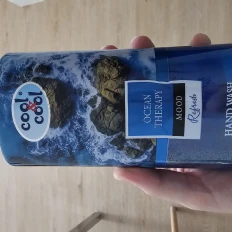 cool
&
cool
OCEAN
THERAPY
MOOD
Refresh
HAND WASH